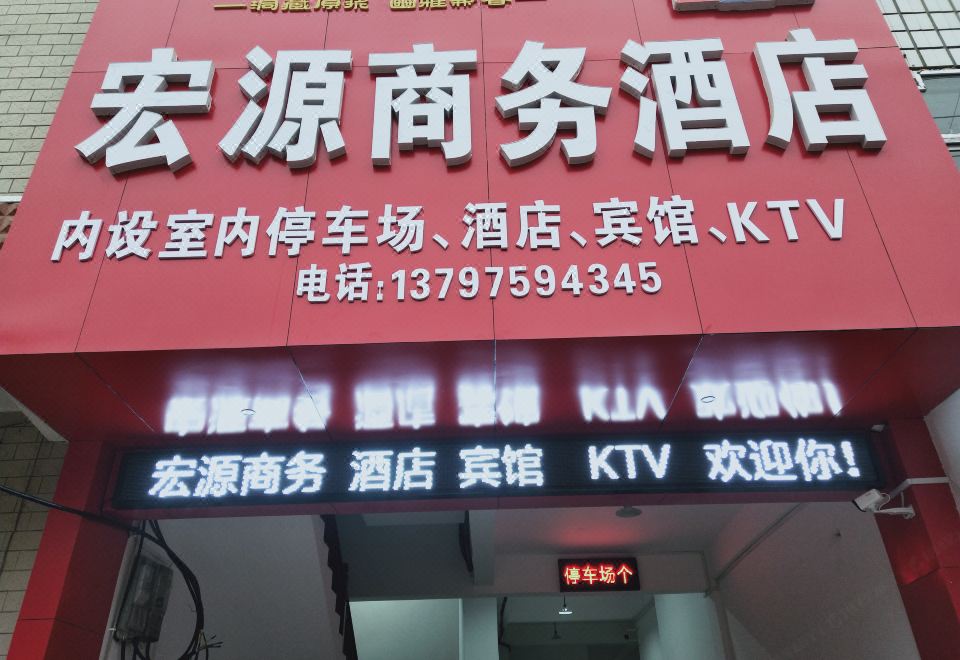 宏源商务酒店
内设室内停车场、酒店、宾馆、KTV
电话:13797594345
宏源商务 酒店 宾馆 KTV 欢迎你!
停车场个